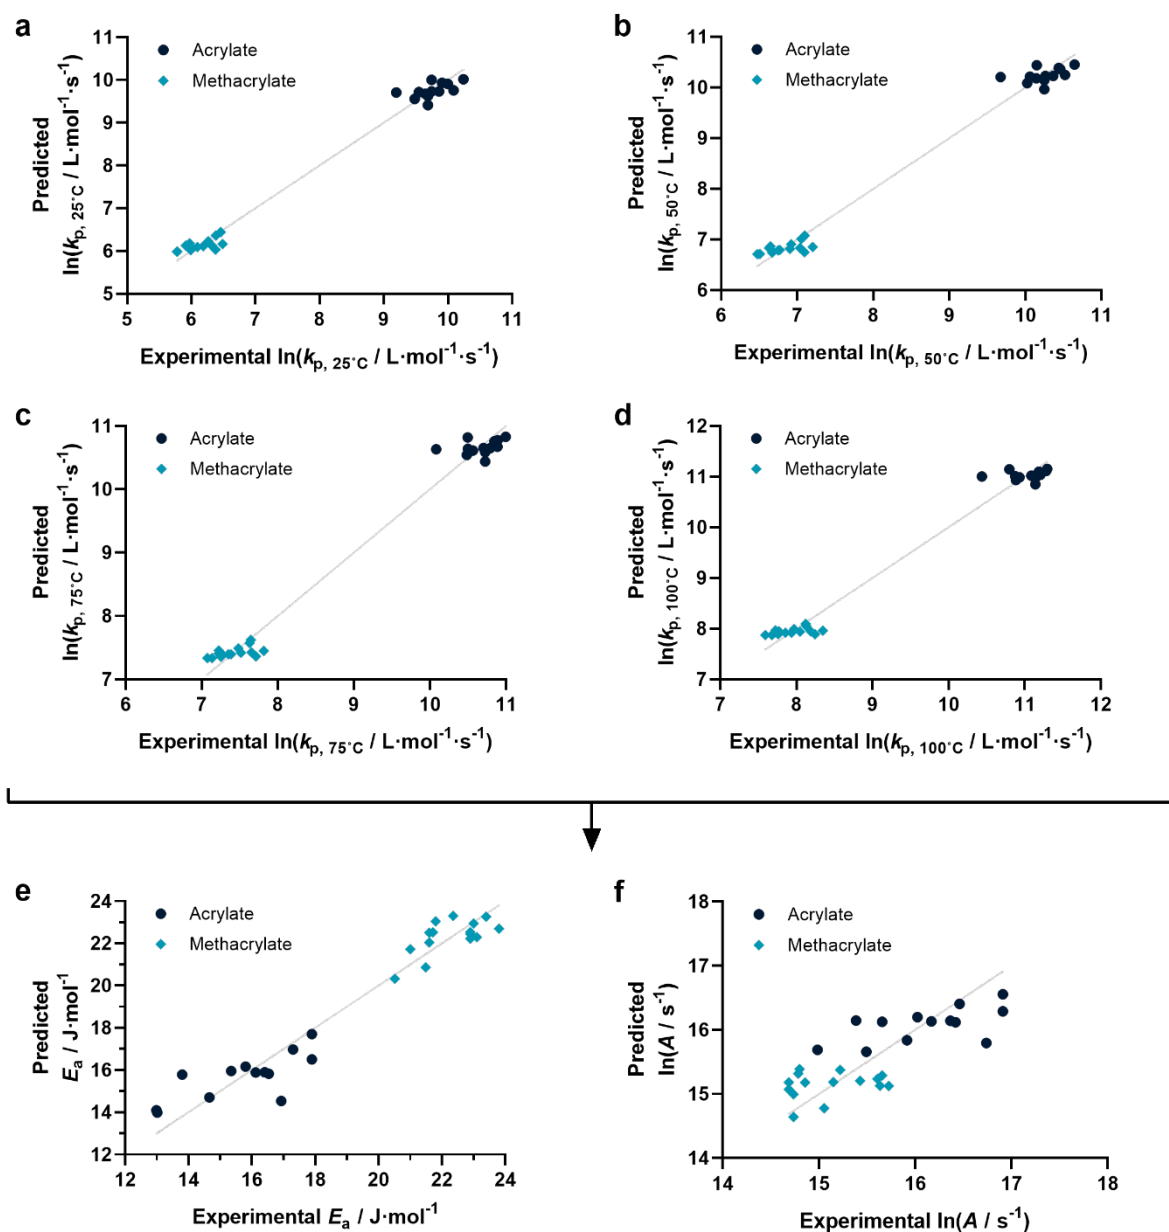 a
Predicted
ln(kp, 25°C / L·mol⁻¹·s⁻¹)
11
10
9
8
7
6
5
Acrylate
Methacrylate
5 6 7 8 9 10 11
Experimental ln(kp, 25°C / L·mol⁻¹·s⁻¹)
b
Predicted
ln(kp, 50°C / L·mol⁻¹·s⁻¹)
11
10
9
8
7
6
Acrylate
Methacrylate
6 7 8 9 10 11
Experimental ln(kp, 50°C / L·mol⁻¹·s⁻¹)
c
Predicted
ln(kp, 75°C / L·mol⁻¹·s⁻¹)
11
10
9
8
7
Acrylate
Methacrylate
6 7 8 9 10 11
Experimental ln(kp, 75°C / L·mol⁻¹·s⁻¹)
d
Predicted
ln(kp, 100°C / L·mol⁻¹·s⁻¹)
12
11
10
9
8
7
Acrylate
Methacrylate
7 8 9 10 11 12
Experimental ln(kp, 100°C / L·mol⁻¹·s⁻¹)
e
Predicted
Ea / J·mol⁻¹
24
22
20
18
16
14
12
Acrylate
Methacrylate
12 14 16 18 20 22 24
Experimental Ea / J·mol⁻¹
f
Predicted
ln(A / s⁻¹)
18
17
16
15
14
Acrylate
Methacrylate
14 15 16 17 18
Experimental ln(A / s⁻¹)